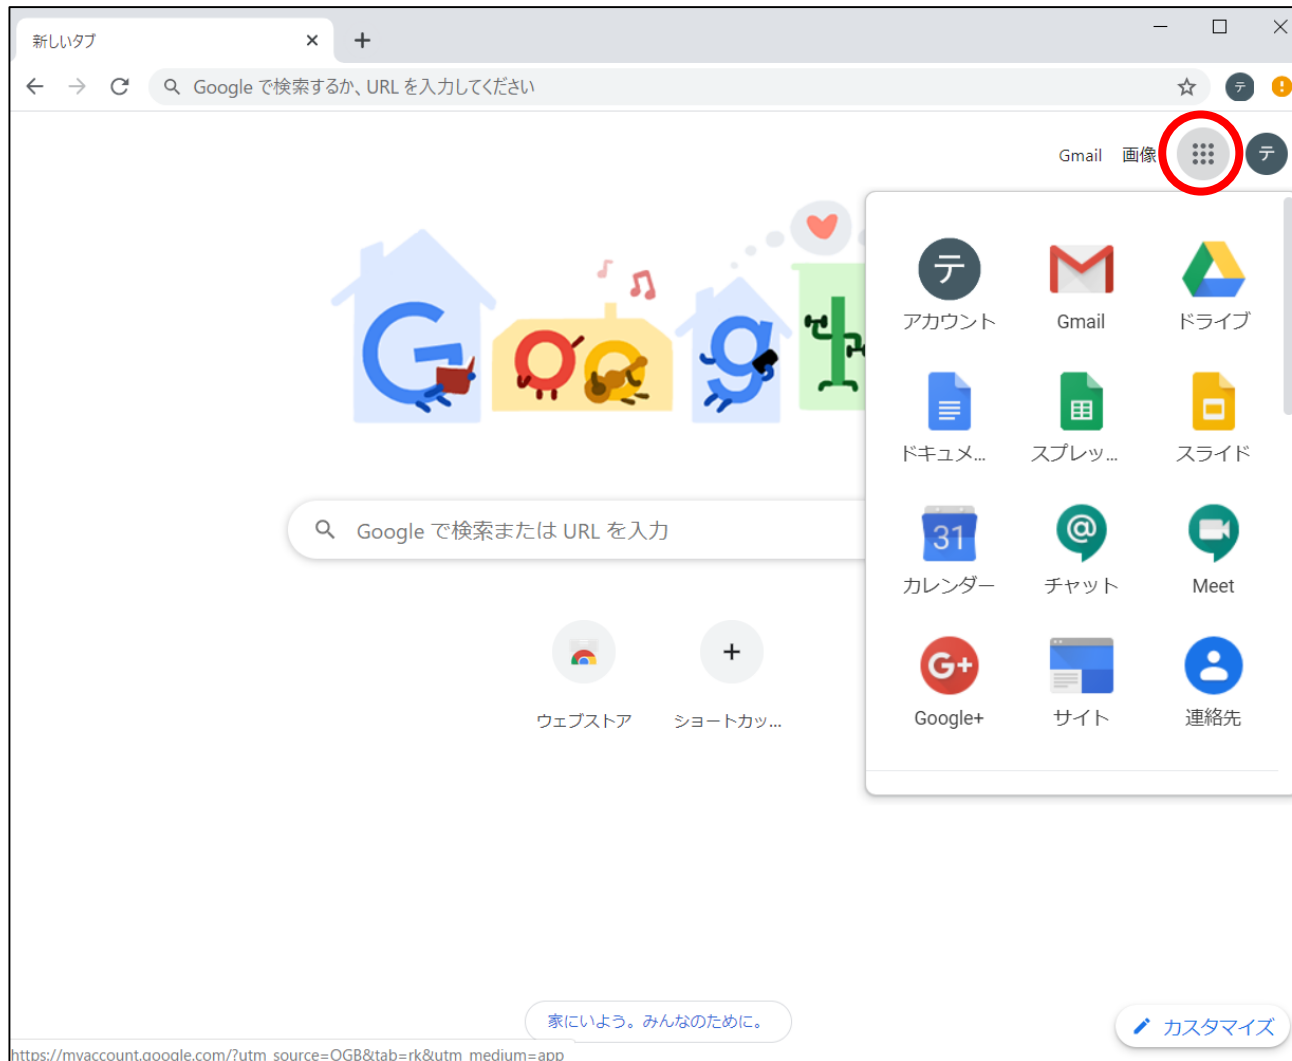 新しいタブ
Google で検索するか、URL を入力してください
テ
Gmail 画像
テ
テ
アカウント Gmail ドライブ
ドキュメ... スプレッ... スライド
31
カレンダー チャット Meet
G+
Google+ サイト 連絡先
Goog
Google で検索または URL を入力
ウェブストア ショートカッ...
家にいよう。みんなのために。
カスタマイズ
https://myaccount.google.com/?utm_source=OGB&tab=rk&utm_medium=app